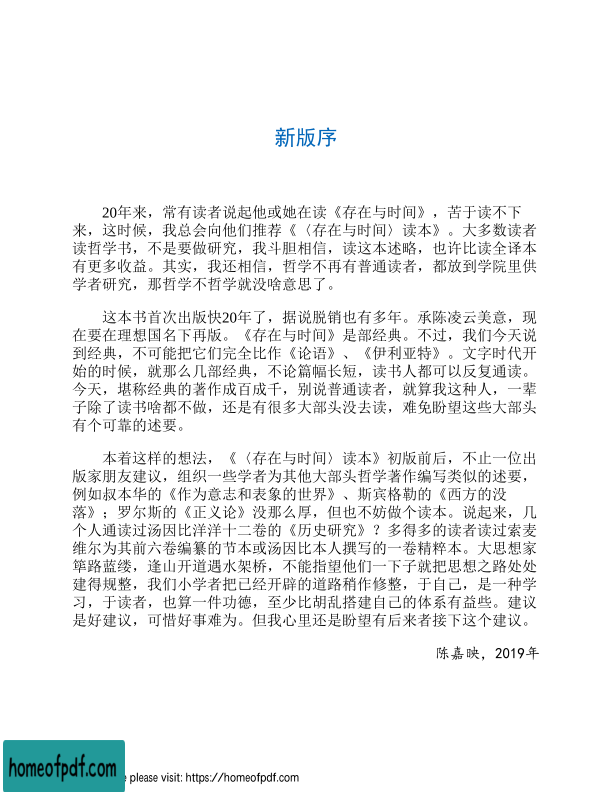 新版序
20年来，常有读者说起他或她在读《存在与时间》，苦于读不下
来，这时候，我总会向他们推荐《〈存在与时间〉读本》。大多数读者
读哲学书，不是要做研究，我斗胆相信，读这本述略，也许比读全译本
有更多收益。其实，我还相信，哲学不再有普通读者，都放到学院里供
学者研究，那哲学不哲学就没啥意思了。
这本书首次出版快20年了，据说脱销也有多年。承陈凌云美意，现
在要在理想国名下再版。《存在与时间》是部经典。不过，我们今天说
到经典，不可能把它们完全比作《论语》、《伊利亚特》。文字时代开
始的时候，就那么几部经典，不论篇幅长短，读书人都可以反复通读。
今天，堪称经典的著作成百成千，别说普通读者，就算我这种人，一辈
子除了读书啥都不做，还是有很多大部头没去读，难免盼望这些大部头
有个可靠的述要。
本着这样的想法，《〈存在与时间〉读本》初版前后，不止一位出
版家朋友建议，组织一些学者为其他大部头哲学著作编写类似的述要，
例如叔本华的《作为意志和表象的世界》、斯宾格勒的《西方的没
落》；罗尔斯的《正义论》没那么厚，但也不妨做个读本。说起来，几
个人通读过汤因比洋洋十二卷的《历史研究》？多得多的读者读过索麦
维尔为其前六卷编纂的节本或汤因比本人撰写的一卷精粹本。大思想家
筚路蓝缕，逢山开道遇水架桥，不能指望他们一下子就把思想之路处处
建得规整，我们小学者把已经开辟的道路稍作修整，于自己，是一种学
习，于读者，也算一件功德，至少比胡乱搭建自己的体系有益些。建议
是好建议，可惜好事难为。但我心里还是盼望有后来者接下这个建议。
陈嘉映，2019年
homeofpdf.com
e please visit: https://homeofpdf.com